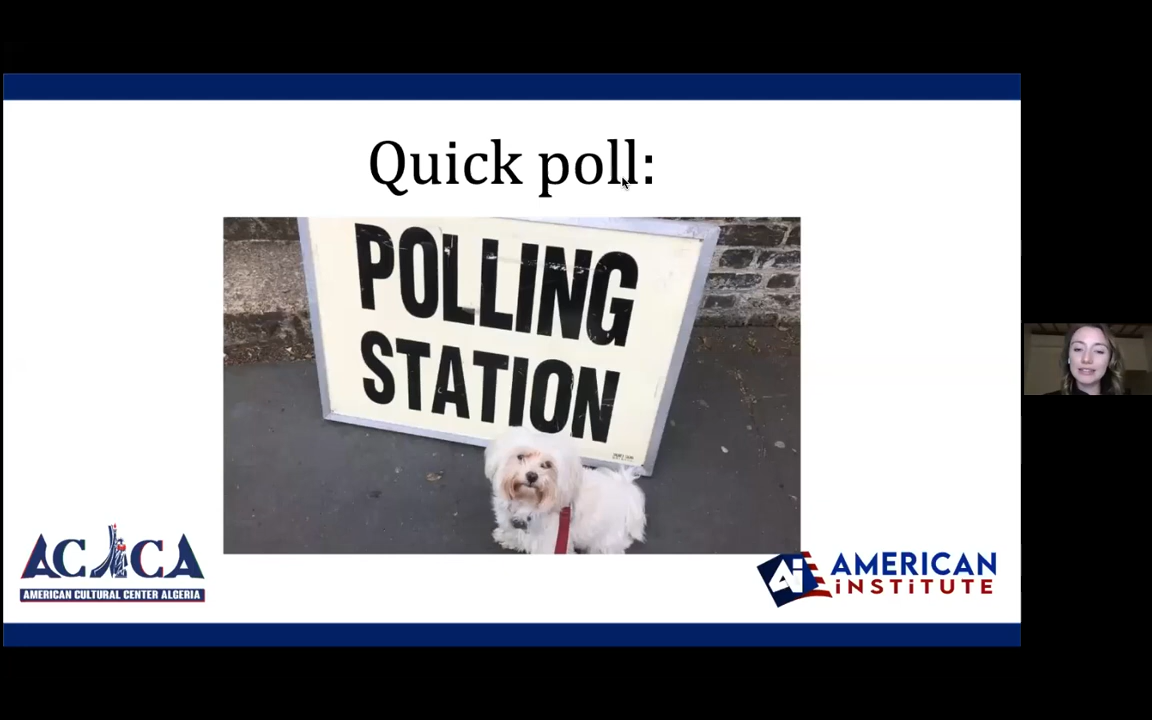 Quick poll:
POLLING
STATION
ACCA
AMERICAN CULTURAL CENTER ALGERIA
Ai
AMERICAN
iNSTiTUTE